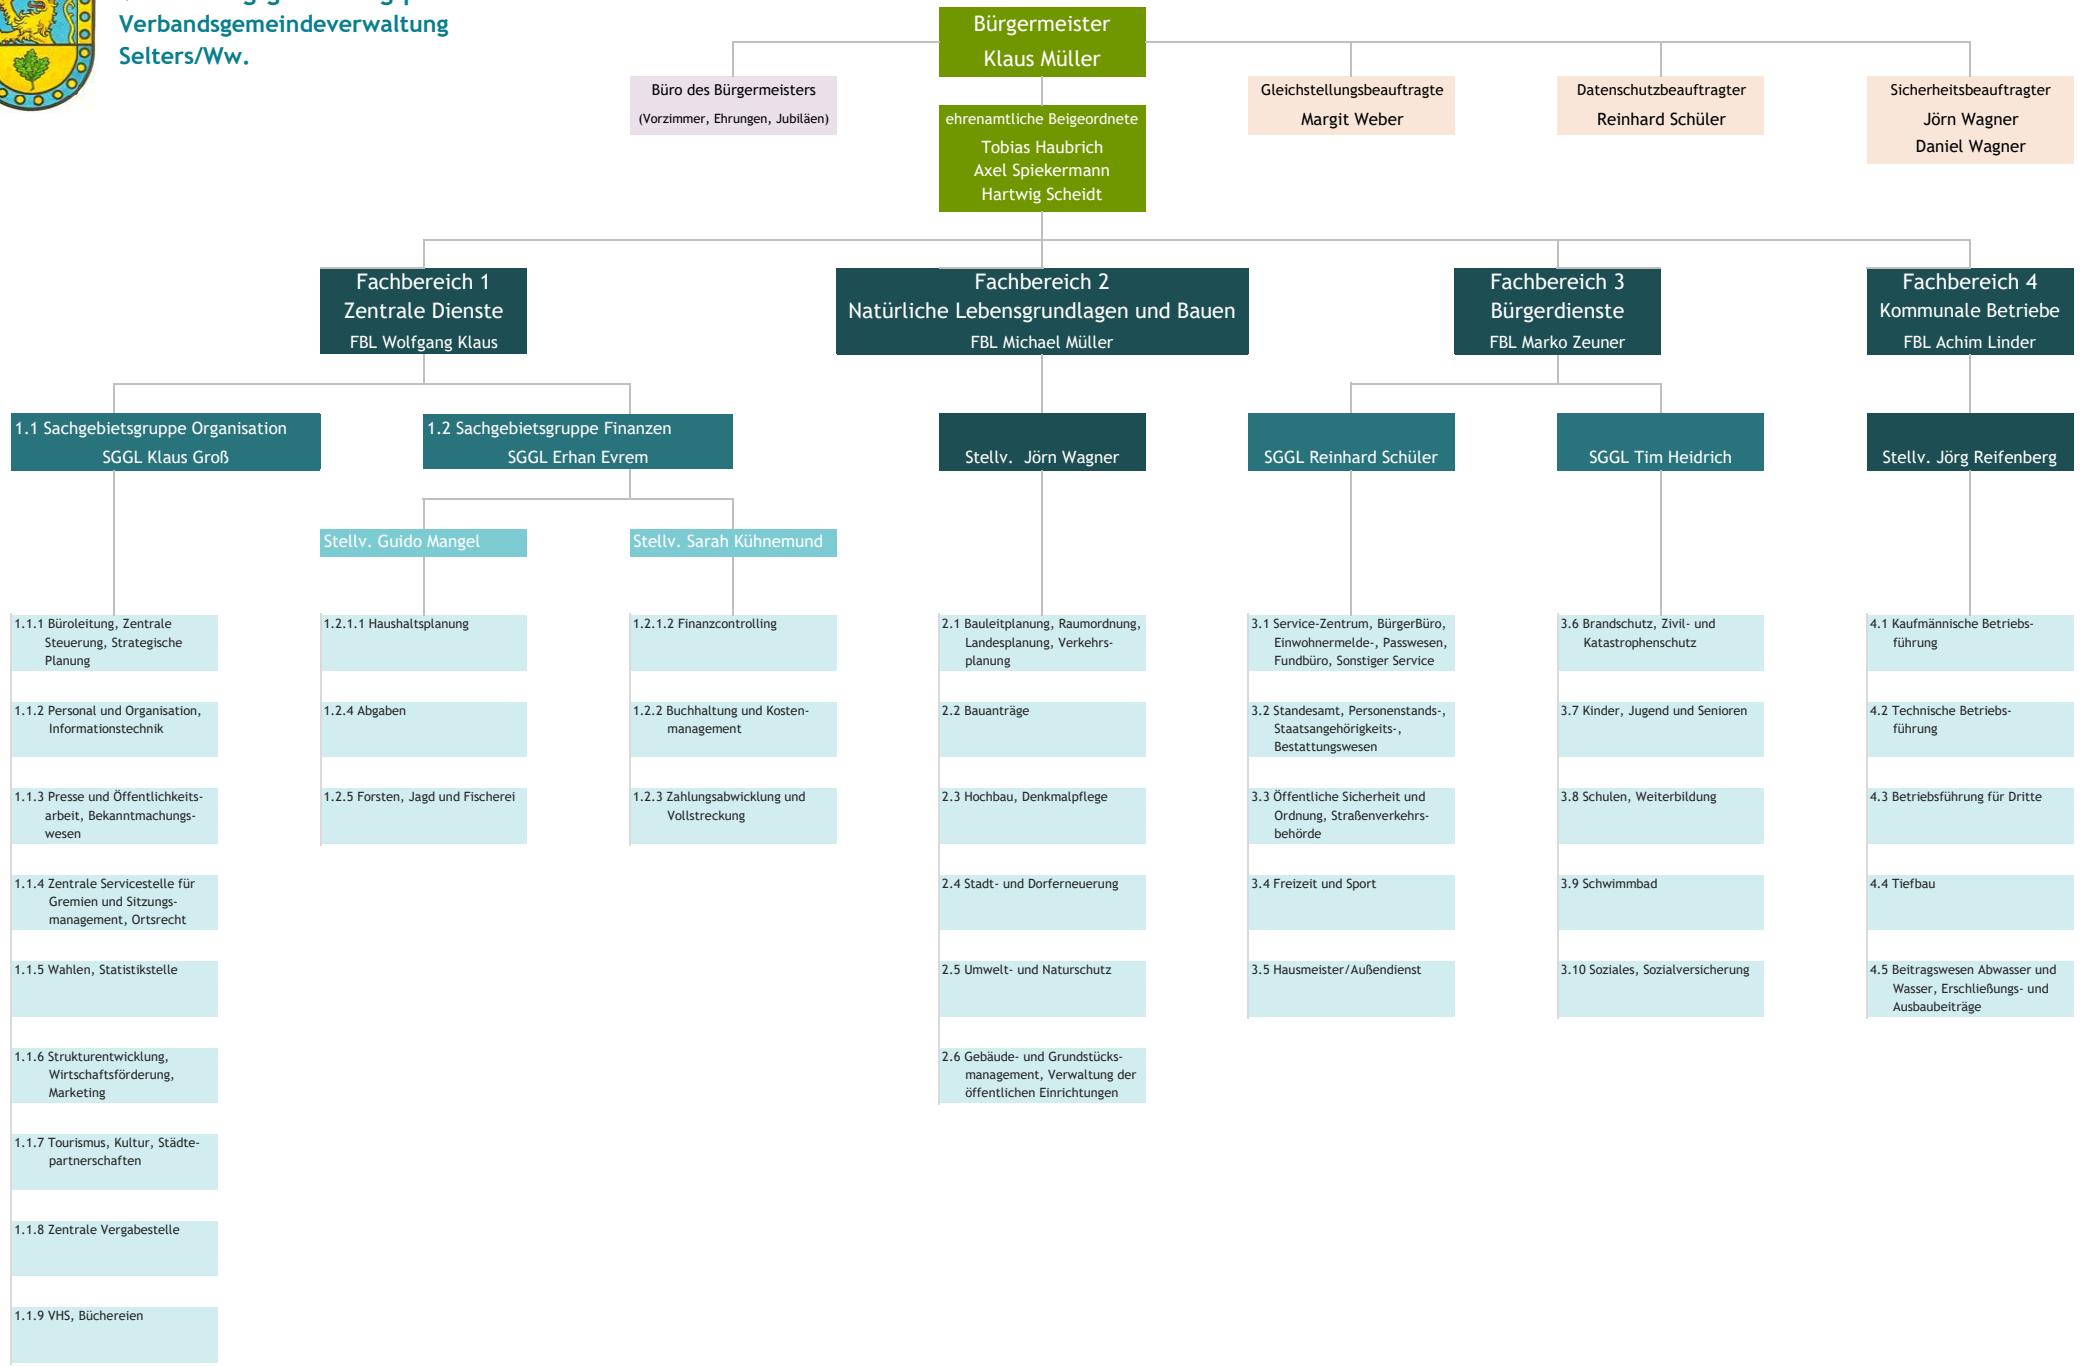 Verbandsgemeindeverwaltung
Selters/Ww.
Bürgermeister
Klaus Müller
Büro des Bürgermeisters
(Vorzimmer, Ehrungen, Jubiläen)
ehrenamtliche Beigeordnete
Tobias Haubrich
Axel Spiekermann
Hartwig Scheidt
Gleichstellungsbeauftragte
Margit Weber
Datenschutzbeauftragter
Reinhard Schüler
Sicherheitsbeauftragter
Jörn Wagner
Daniel Wagner
Fachbereich 1
Zentrale Dienste
FBL Wolfgang Klaus
Fachbereich 2
Natürliche Lebensgrundlagen und Bauen
FBL Michael Müller
Fachbereich 3
Bürgerdienste
FBL Marko Zeuner
Fachbereich 4
Kommunale Betriebe
FBL Achim Linder
1.1 Sachgebietsgruppe Organisation
SGGL Klaus Groß
1.2 Sachgebietsgruppe Finanzen
SGGL Erhan Evrem
Stellv. Jörn Wagner
SGGL Reinhard Schüler
SGGL Tim Heidrich
Stellv. Jörg Reifenberg
Stellv. Guido Mangel
Stellv. Sarah Kühnemund
1.1.1 Büroleitung, Zentrale
Steuerung, Strategische
Planung
1.1.2 Personal und Organisation,
Informationstechnik
1.1.3 Presse und Öffentlichkeits-
arbeit, Bekanntmachungs-
wesen
1.1.4 Zentrale Servicestelle für
Gremien und Sitzungs-
management, Ortsrecht
1.1.5 Wahlen, Statistikstelle
1.1.6 Strukturentwicklung,
Wirtschaftsförderung,
Marketing
1.1.7 Tourismus, Kultur, Städte-
partnerschaften
1.1.8 Zentrale Vergabestelle
1.1.9 VHS, Büchereien
1.2.1.1 Haushaltsplanung
1.2.4 Abgaben
1.2.5 Forsten, Jagd und Fischerei
1.2.1.2 Finanzcontrolling
1.2.2 Buchhaltung und Kosten-
management
1.2.3 Zahlungsabwicklung und
Vollstreckung
2.1 Bauleitplanung, Raumordnung,
Landesplanung, Verkehrs-
planung
2.2 Bauanträge
2.3 Hochbau, Denkmalpflege
2.4 Stadt- und Dorferneuerung
2.5 Umwelt- und Naturschutz
2.6 Gebäude- und Grundstücks-
management, Verwaltung der
öffentlichen Einrichtungen
3.1 Service-Zentrum, BürgerBüro,
Einwohnermelde-, Passwesen,
Fundbüro, Sonstiger Service
3.2 Standesamt, Personenstands-,
Staatsangehörigkeits-,
Bestattungswesen
3.3 Öffentliche Sicherheit und
Ordnung, Straßenverkehrs-
behörde
3.4 Freizeit und Sport
3.5 Hausmeister/Außendienst
3.6 Brandschutz, Zivil- und
Katastrophenschutz
3.7 Kinder, Jugend und Senioren
3.8 Schulen, Weiterbildung
3.9 Schwimmbad
3.10 Soziales, Sozialversicherung
4.1 Kaufmännische Betriebs-
führung
4.2 Technische Betriebs-
führung
4.3 Betriebsführung für Dritte
4.4 Tiefbau
4.5 Beitragswesen Abwasser und
Wasser, Erschließungs- und
Ausbaubeiträge